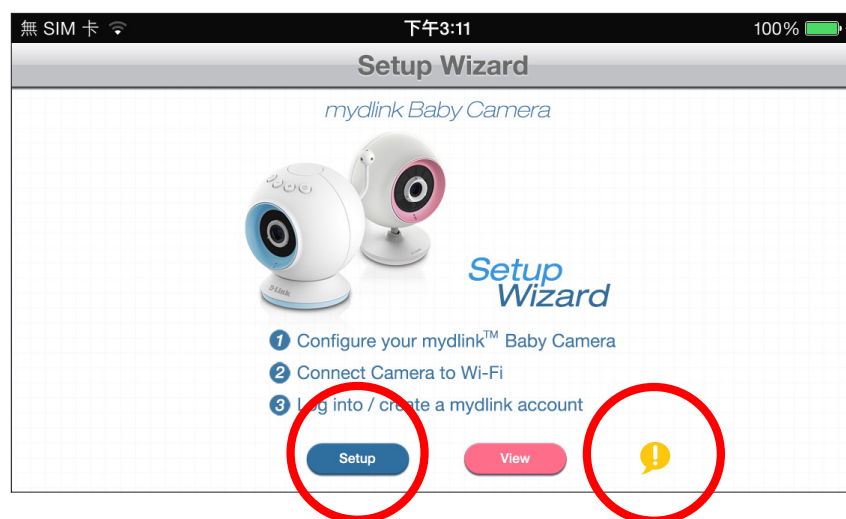 無 SIM 卡 下午3:11 100%
Setup Wizard
mydlink Baby Camera
D-Link
Setup
Wizard
1 Configure your mydlink™ Baby Camera
2 Connect Camera to Wi-Fi
3 Log into / create a mydlink account
Setup View